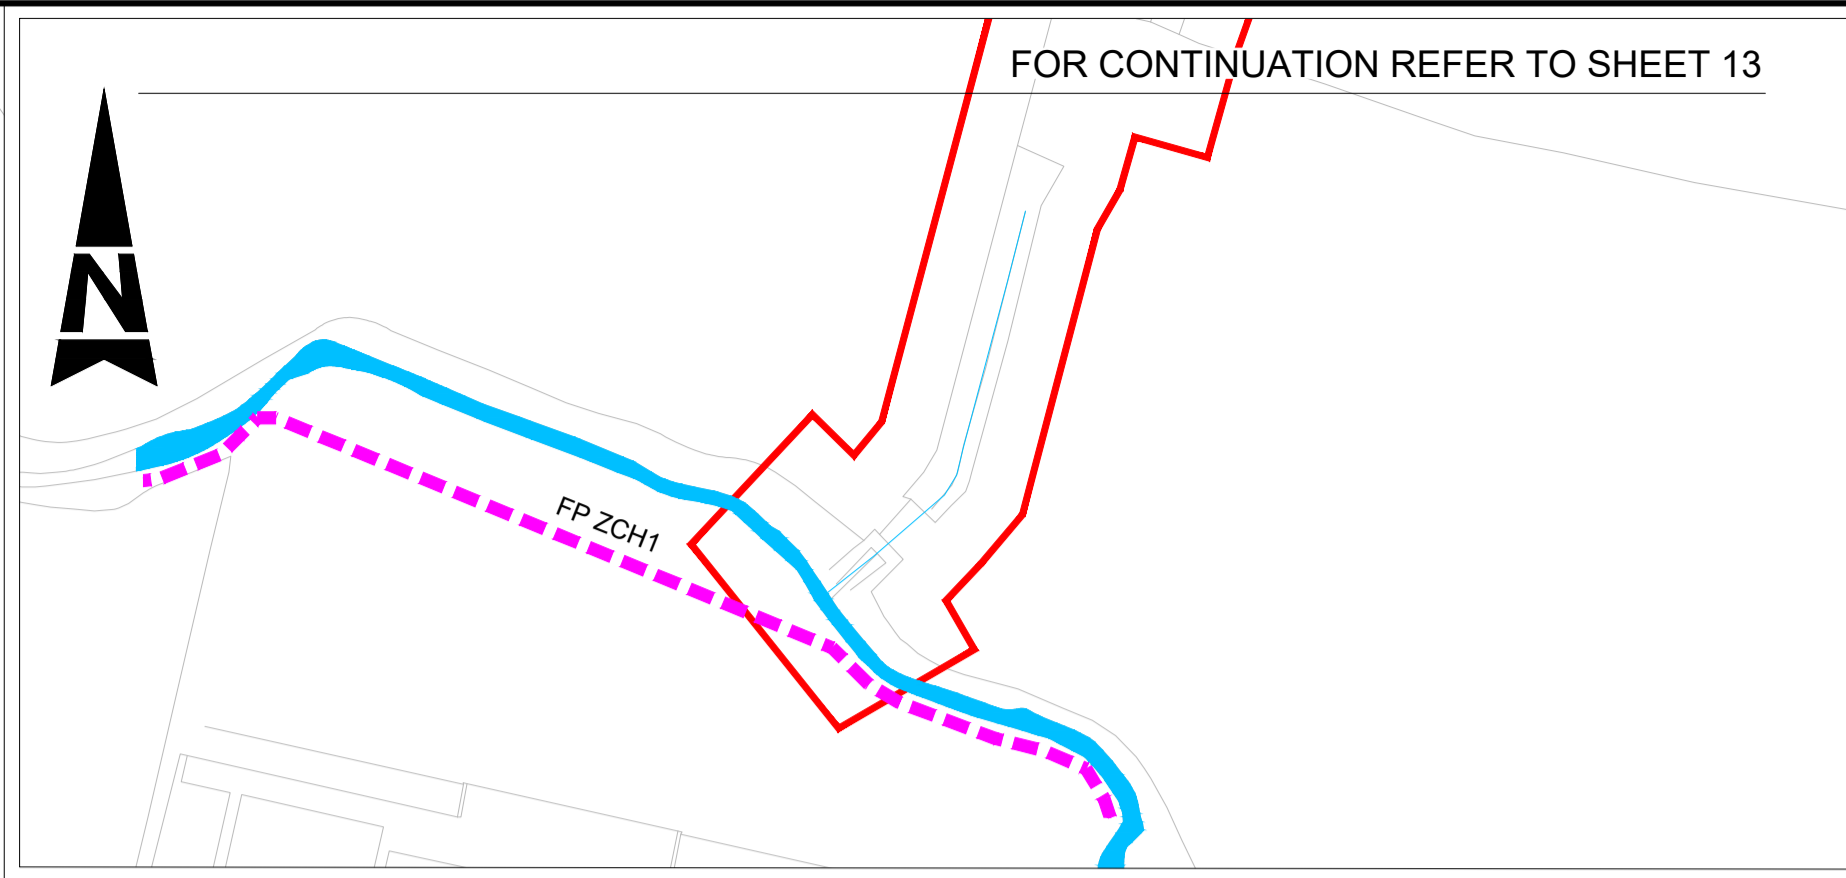 FOR CONTINUATION REFER TO SHEET 13
N
FP ZCH1